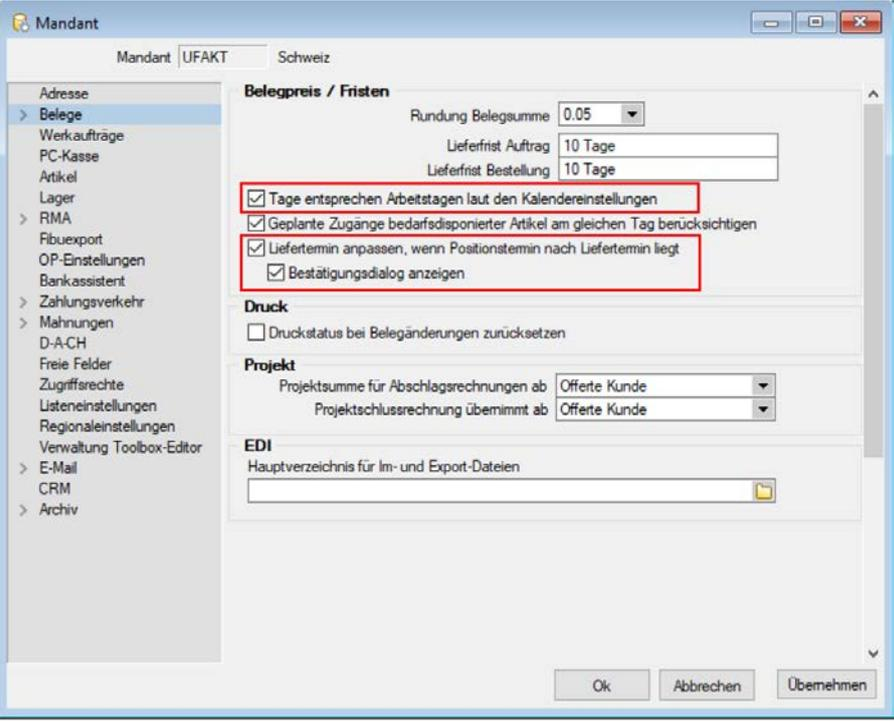 Mandant
Mandant UFAKT Schweiz
Adresse
Belege
Werkaufträge
PC-Kasse
Artikel
Lager
RMA
Fibuexport
OP-Einstellungen
Bankassistent
Zahlungsverkehr
Mahnungen
D-A-CH
Freie Felder
Zugriffsrechte
Listeneinstellungen
Regionaleinstellungen
Verwaltung Toolbox-Editor
E-Mail
CRM
Archiv
Belegpreis / Fristen
Rundung Belegsumme 0.05
Lieferfrist Auftrag 10 Tage
Lieferfrist Bestellung 10 Tage
Tage entsprechen Arbeitstagen laut den Kalendereinstellungen
Geplante Zugänge bedarfsdisponierter Artikel am gleichen Tag berücksichtigen
Liefertermin anpassen, wenn Positionstermin nach Liefertermin liegt
Bestätigungsdialog anzeigen
Druck
Druckstatus bei Belegänderungen zurücksetzen
Projekt
Projektsumme für Abschlagsrechnungen ab Offerte Kunde
Projektschlussrechnung übernimmt ab Offerte Kunde
EDI
Hauptverzeichnis für Im- und Export-Dateien
Ok Abbrechen Übernehmen